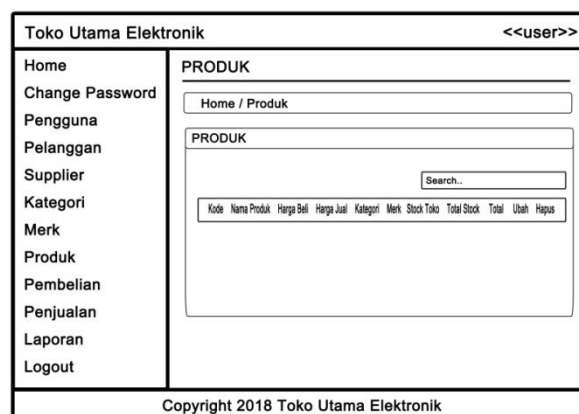 Toko Utama Elektronik <<user>>
Home
Change Password
Pengguna
Pelanggan
Supplier
Kategori
Merk
Produk
Pembelian
Penjualan
Laporan
Logout
PRODUK
Home / Produk
PRODUK
Search..
Kode Nama Produk Harga Beli Harga Jual Kategori Merk Stock Toko Total Stock Total Ubah Hapus
Copyright 2018 Toko Utama Elektronik